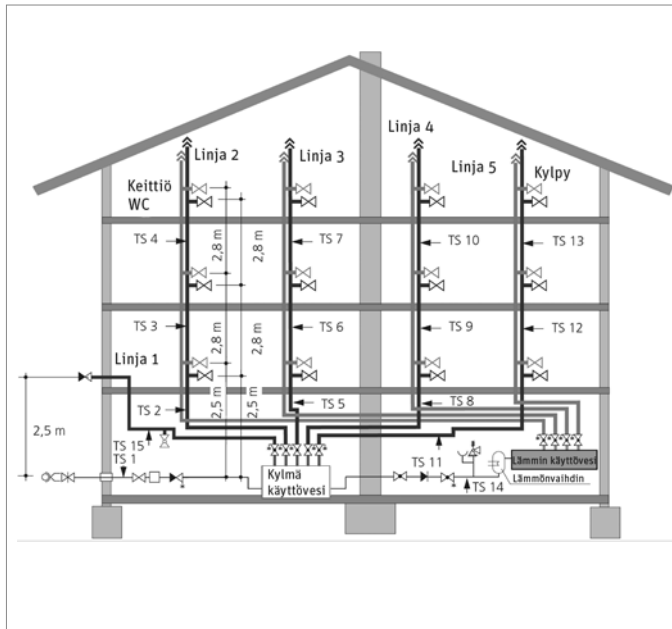 Linja 4
Linja 2
Linja 3
Linja 5
Kylpy
Keittiö
WC
TS 4
2,8 m
2,8 m
TS 7
TS 10
TS 13
TS 3
2,8 m
2,8 m
TS 6
TS 9
TS 12
Linja 1
TS 2
2,5 m
2,5 m
TS 5
TS 8
2,5 m
TS 15
TS 1
TS 11
Kylmä
käyttövesi
Lämmin käyttövesi
Lämmönvaihdin
TS 14